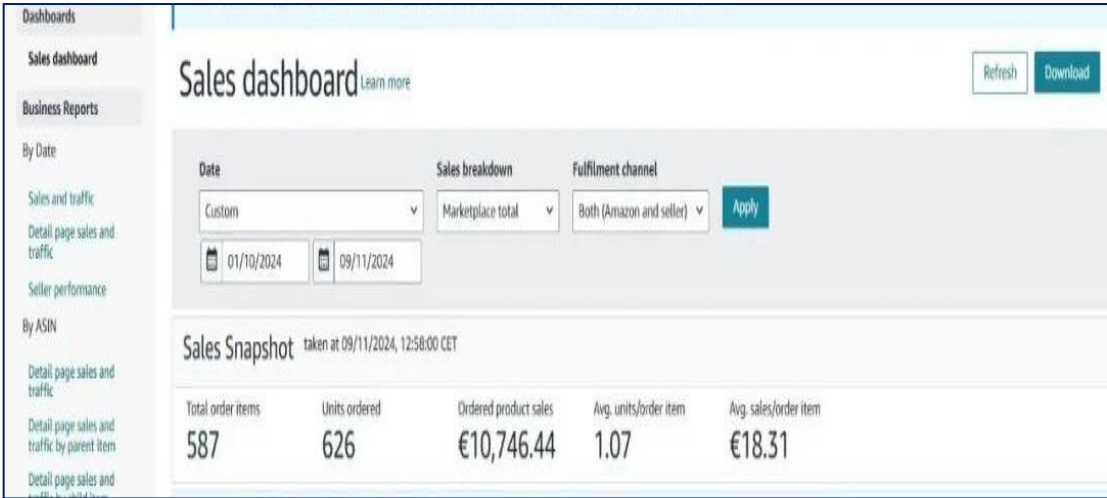 Dashboards
Sales dashboard
Business Reports
By Date
Sales and traffic
Detail page sales and
traffic
Seller performance
By ASIN
Detail page sales and
traffic
Detail page sales and
traffic by parent item
Detail page sales and
traffic by child item
Sales dashboard Learn more
Refresh
Download
Date
Sales breakdown
Fulfilment channel
Custom
Marketplace total
Both (Amazon and seller)
Apply
01/10/2024
09/11/2024
Sales Snapshot taken at 09/11/2024, 12:58:00 CET
Total order items
Units ordered
Ordered product sales
Avg. units/order item
Avg. sales/order item
587
626
€10,746.44
1.07
€18.31